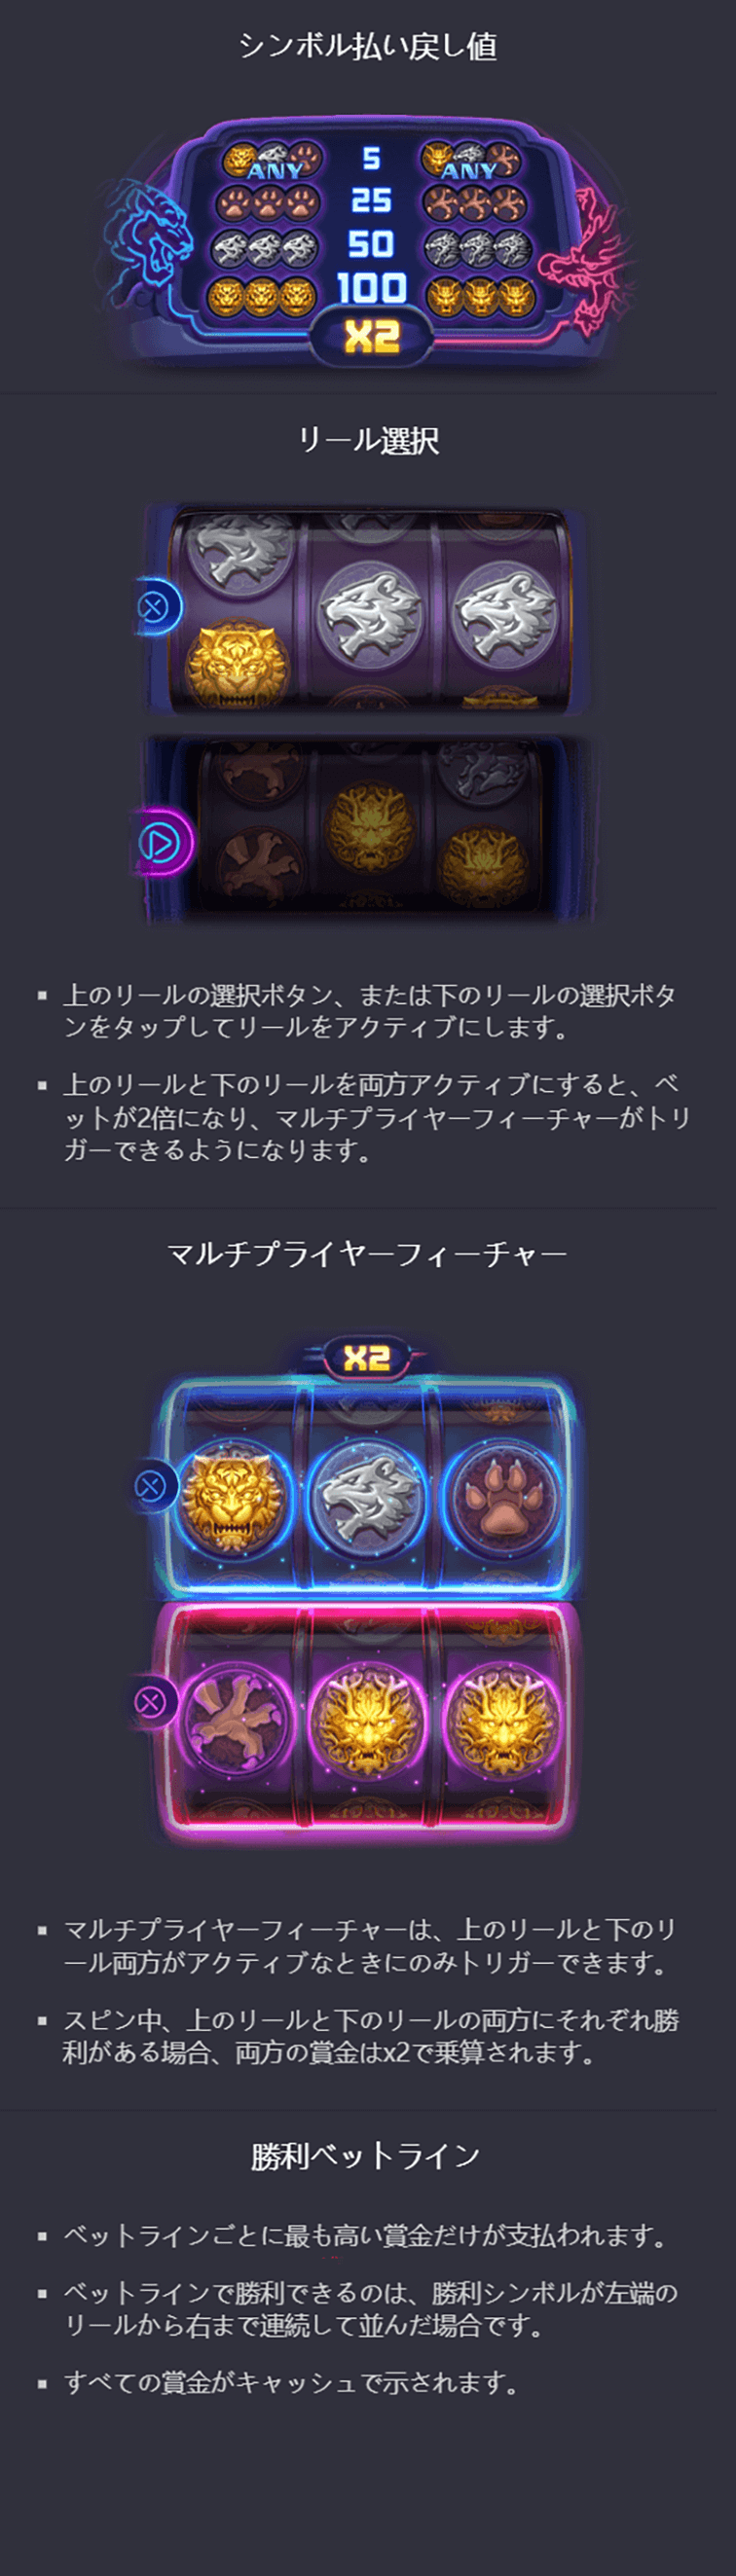 シンボル払い戻し値
ANY 5 ANY
25
50
100
X2
リール選択
上のリールの選択ボタン、または下のリールの選択ボタ
ンをタップしてリールをアクティブにします。
上のリールと下のリールを両方アクティブにすると、ベ
ットが2倍になり、マルチプライヤーフィーチャーがトリ
ガーできるようになります。
マルチプライヤーフィーチャー
X2
マルチプライヤーフィーチャーは、上のリールと下のリ
ール両方がアクティブなときにのみトリガーできます。
スピン中、上のリールと下のリールの両方にそれぞれ勝
利がある場合、両方の賞金はx2で乗算されます。
勝利ベットライン
ベットラインごとに最も高い賞金だけが支払われます。
ベットラインで勝利できるのは、勝利シンボルが左端の
リールから右まで連続して並んだ場合です。
すべての賞金がキャッシュで示されます。